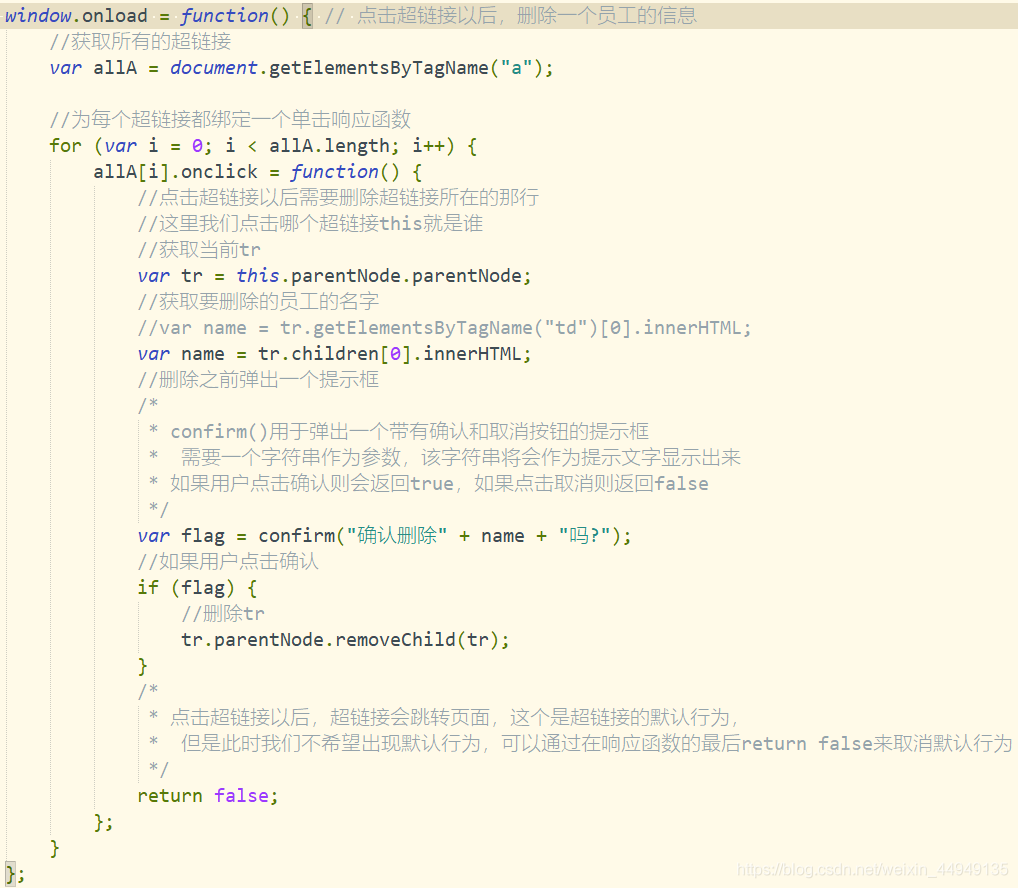 window.onload = function() { // 点击超链接以后，删除一个员工的信息
    //获取所有的超链接
    var allA = document.getElementsByTagName("a");

    //为每个超链接都绑定一个单击响应函数
    for (var i = 0; i < allA.length; i++) {
        allA[i].onclick = function() {
            //点击超链接以后需要删除超链接所在的那行
            //这里我们点击哪个超链接this就是谁
            //获取当前tr
            var tr = this.parentNode.parentNode;
            //获取要删除的员工的名字
            //var name = tr.getElementsByTagName("td")[0].innerHTML;
            var name = tr.children[0].innerHTML;
            //删除之前弹出一个提示框
            /*
             * confirm()用于弹出一个带有确认和取消按钮的提示框
             *  需要一个字符串作为参数，该字符串将会作为提示文字显示出来
             * 如果用户点击确认则会返回true，如果点击取消则返回false
             */
            var flag = confirm("确认删除" + name + "吗?");
            //如果用户点击确认
            if (flag) {
                //删除tr
                tr.parentNode.removeChild(tr);
            }
            /*
             * 点击超链接以后，超链接会跳转页面，这个是超链接的默认行为，
             *  但是此时我们不希望出现默认行为，可以通过在响应函数的最后return false来取消默认行为
             */
            return false;
        };
    }
};
https://blog.csdn.net/weixin_44949135